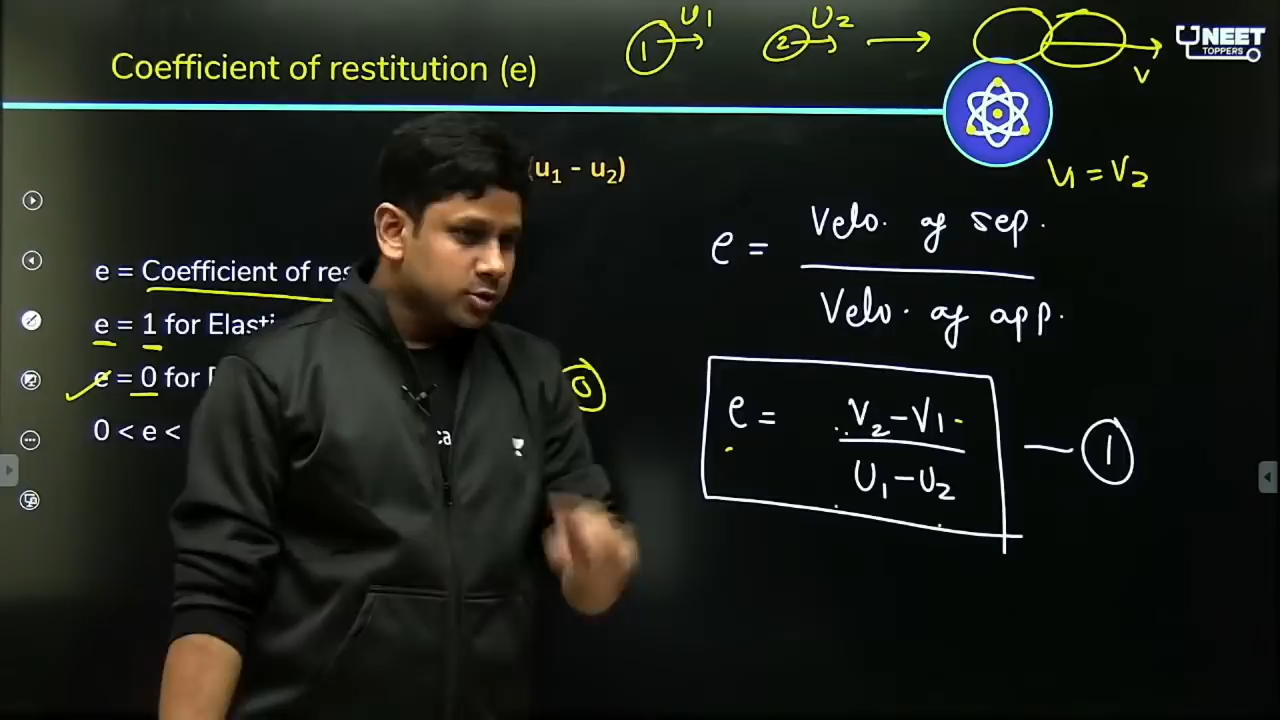 Coefficient of restitution (e)
1 U1 2 U2
V
NEET
TOPPERS
(u1 - u2)
U = V2
e = Velo. of sep.
Velo. of app.
e = Coefficient of res
e = 1 for Elasti
e = 0 for
0
0 < e <
e = V2 - V1
U1 - U2
1